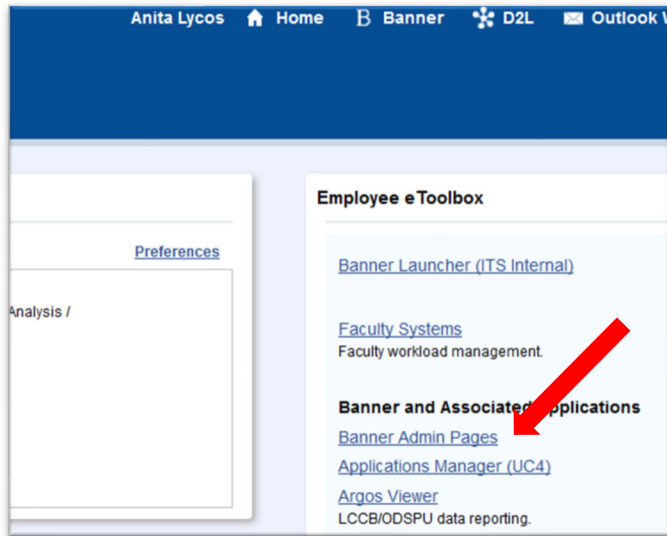 Anita Lycos Home B Banner D2L Outlook
Employee eToolbox
Preferences
Analysis /
Banner Launcher (ITS Internal)
Faculty Systems
Faculty workload management.
Banner and Associated Applications
Banner Admin Pages
Applications Manager (UC4)
Argos Viewer
LCCB/ODSPU data reporting.